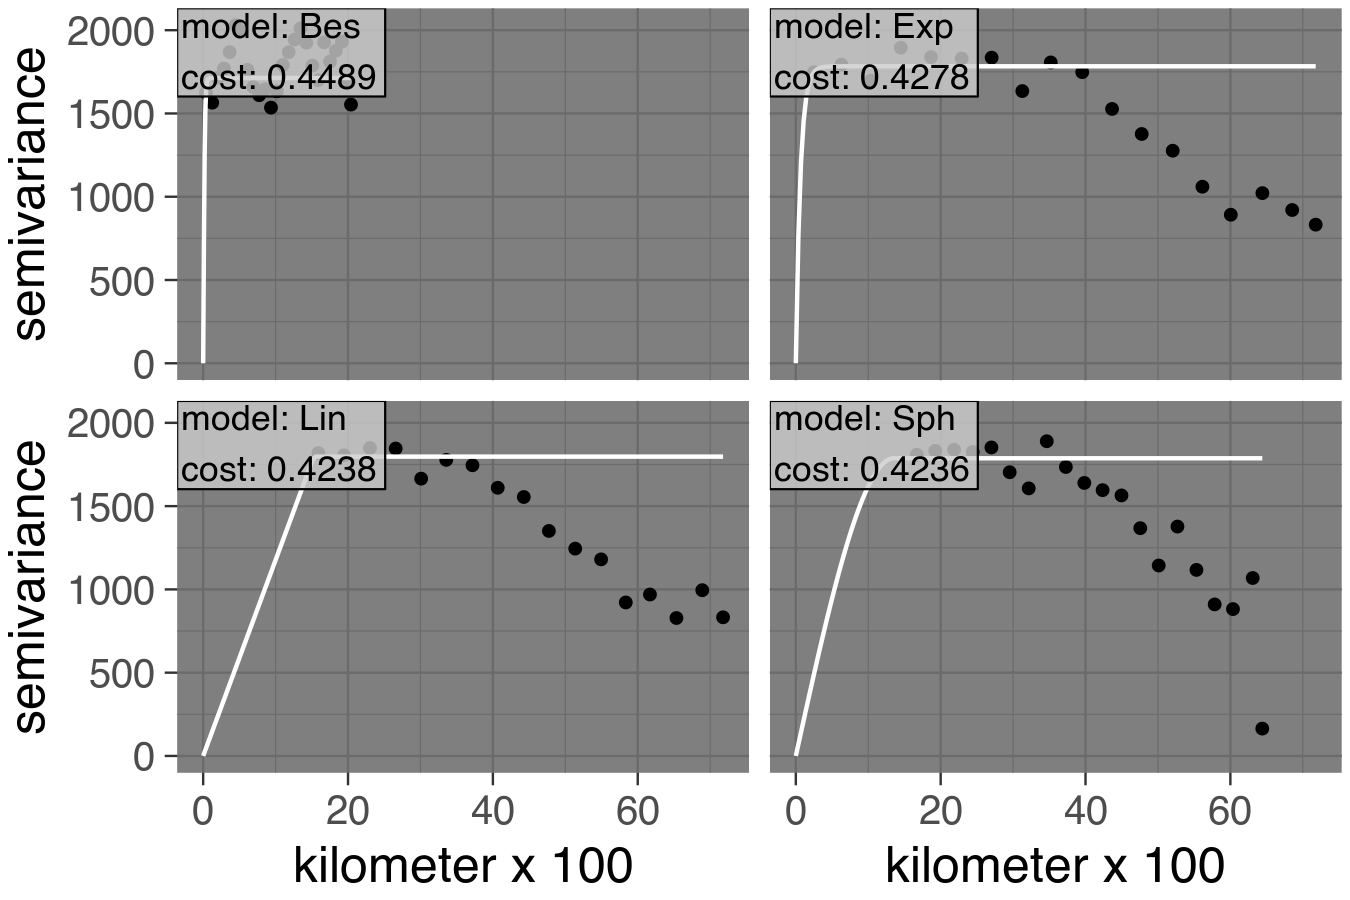 model: Bes
cost: 0.4489
model: Exp
cost: 0.4278
semivariance
2000
1500
1000
500
0
model: Lin
cost: 0.4238
model: Sph
cost: 0.4236
semivariance
2000
1500
1000
500
0
0 20 40 60
0 20 40 60
kilometer x 100
kilometer x 100